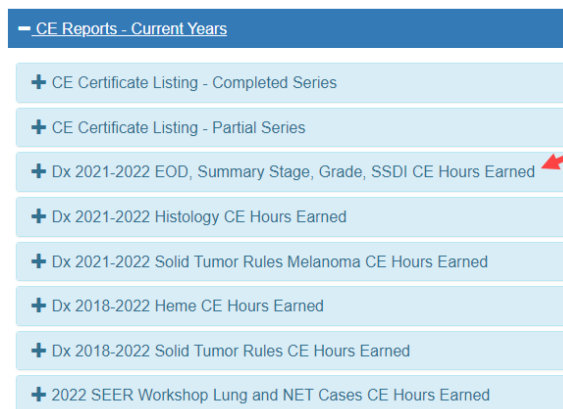 CE Reports - Current Years
CE Certificate Listing - Completed Series
CE Certificate Listing - Partial Series
Dx 2021-2022 EOD, Summary Stage, Grade, SSDI CE Hours Earned
Dx 2021-2022 Histology CE Hours Earned
Dx 2021-2022 Solid Tumor Rules Melanoma CE Hours Earned
Dx 2018-2022 Heme CE Hours Earned
Dx 2018-2022 Solid Tumor Rules CE Hours Earned
2022 SEER Workshop Lung and NET Cases CE Hours Earned